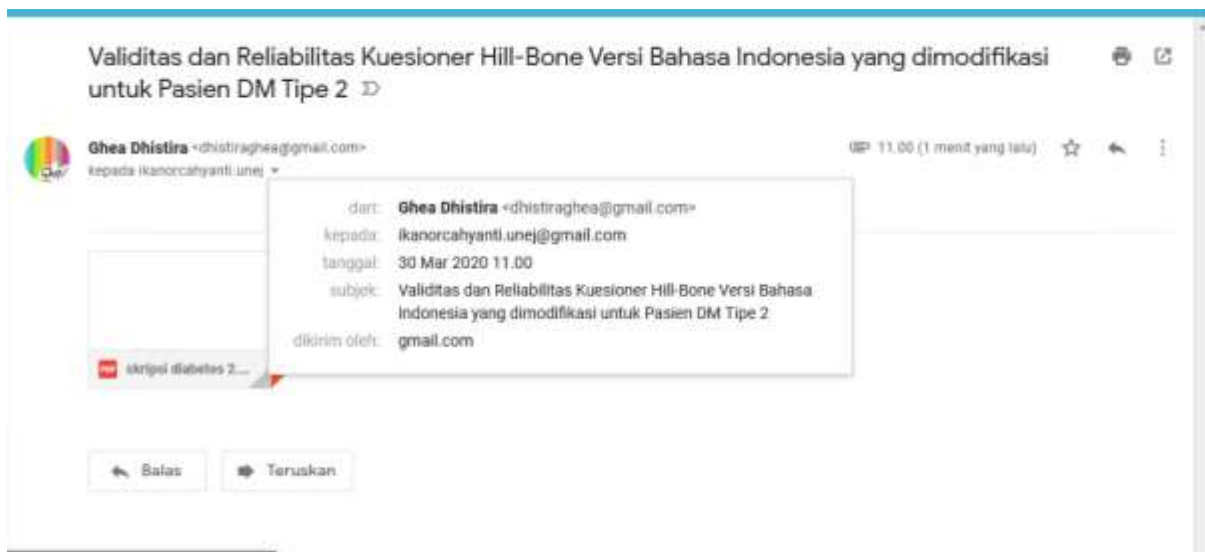 Validitas dan Reliabilitas Kuesioner Hill-Bone Versi Bahasa Indonesia yang dimodifikasi
untuk Pasien DM Tipe 2
Ghea Dhistira <dhistiraghea@gmail.com>
11.00 (1 menit yang lalu)
kepada ikanorcahyanti.unej
dari: Ghea Dhistira <dhistiraghea@gmail.com>
kepada: ikanorcahyanti.unej@gmail.com
tanggal: 30 Mar 2020 11.00
subjek: Validitas dan Reliabilitas Kuesioner Hill-Bone Versi Bahasa
Indonesia yang dimodifikasi untuk Pasien DM Tipe 2
dikirim oleh: gmail.com
PDF skripsi diabetes 2....
Balas Teruskan